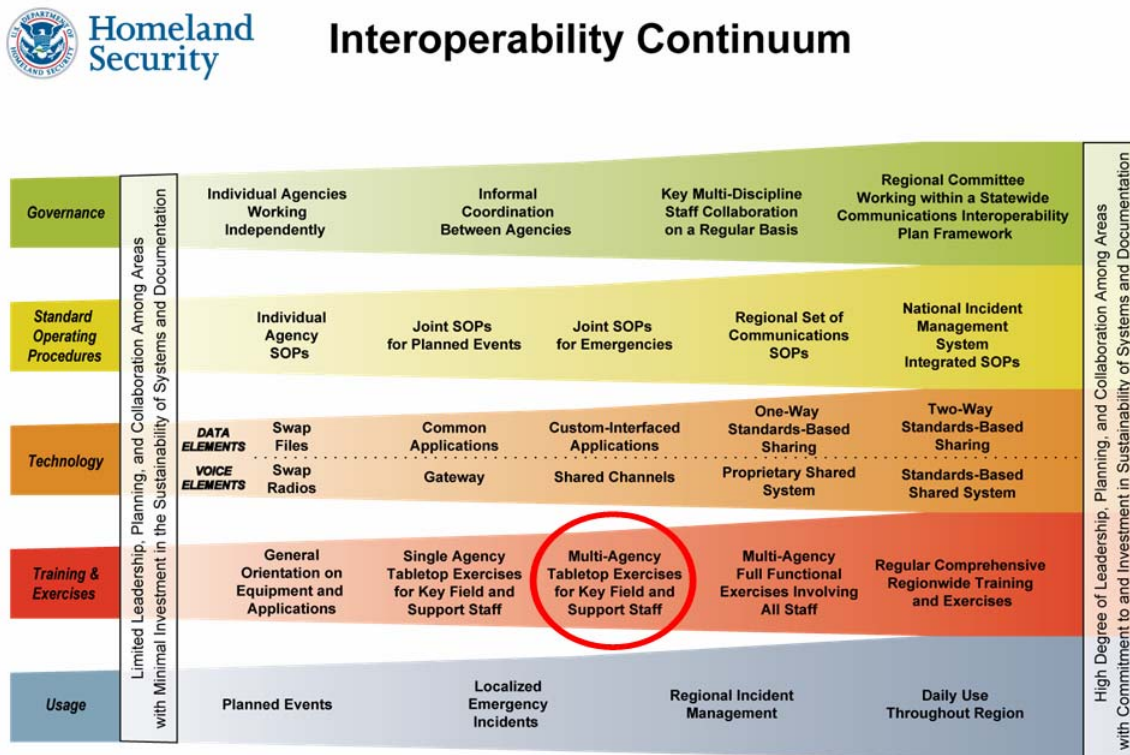 U.S. DEPARTMENT OF HOMELAND SECURITY
Homeland
Security
Interoperability Continuum
Limited Leadership, Planning, and Collaboration Among Areas
with Minimal Investment in the Sustainability of Systems and Documentation
Governance
Individual Agencies
Working
Independently
Informal
Coordination
Between Agencies
Key Multi-Discipline
Staff Collaboration
on a Regular Basis
Regional Committee
Working within a Statewide
Communications Interoperability
Plan Framework
Standard
Operating
Procedures
Individual
Agency
SOPs
Joint SOPs
for Planned Events
Joint SOPs
for Emergencies
Regional Set of
Communications
SOPs
National Incident
Management
System
Integrated SOPs
Technology
DATA
ELEMENTS
Swap
Files
Common
Applications
Custom-Interfaced
Applications
One-Way
Standards-Based
Sharing
Two-Way
Standards-Based
Sharing
VOICE
ELEMENTS
Swap
Radios
Gateway
Shared Channels
Proprietary Shared
System
Standards-Based
Shared System
Training &
Exercises
General
Orientation on
Equipment and
Applications
Single Agency
Tabletop Exercises
for Key Field and
Support Staff
Multi-Agency
Tabletop Exercises
for Key Field and
Support Staff
Multi-Agency
Full Functional
Exercises Involving
All Staff
Regular Comprehensive
Regionwide Training
and Exercises
Usage
Planned Events
Localized
Emergency
Incidents
Regional Incident
Management
Daily Use
Throughout Region
High Degree of Leadership, Planning, and Collaboration Among Areas
with Commitment to and Investment in Sustainability of Systems and Documentation